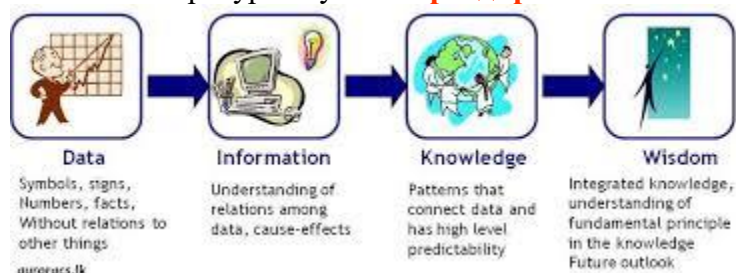 Data
Symbols, signs,
Numbers, facts,
Without relations to
other things
Information
Understanding of
relations among
data, cause-effects
Knowledge
Patterns that
connect data and
has high level
predictability
Wisdom
Integrated knowledge,
understanding of
fundamental principle
in the knowledge
Future outlook